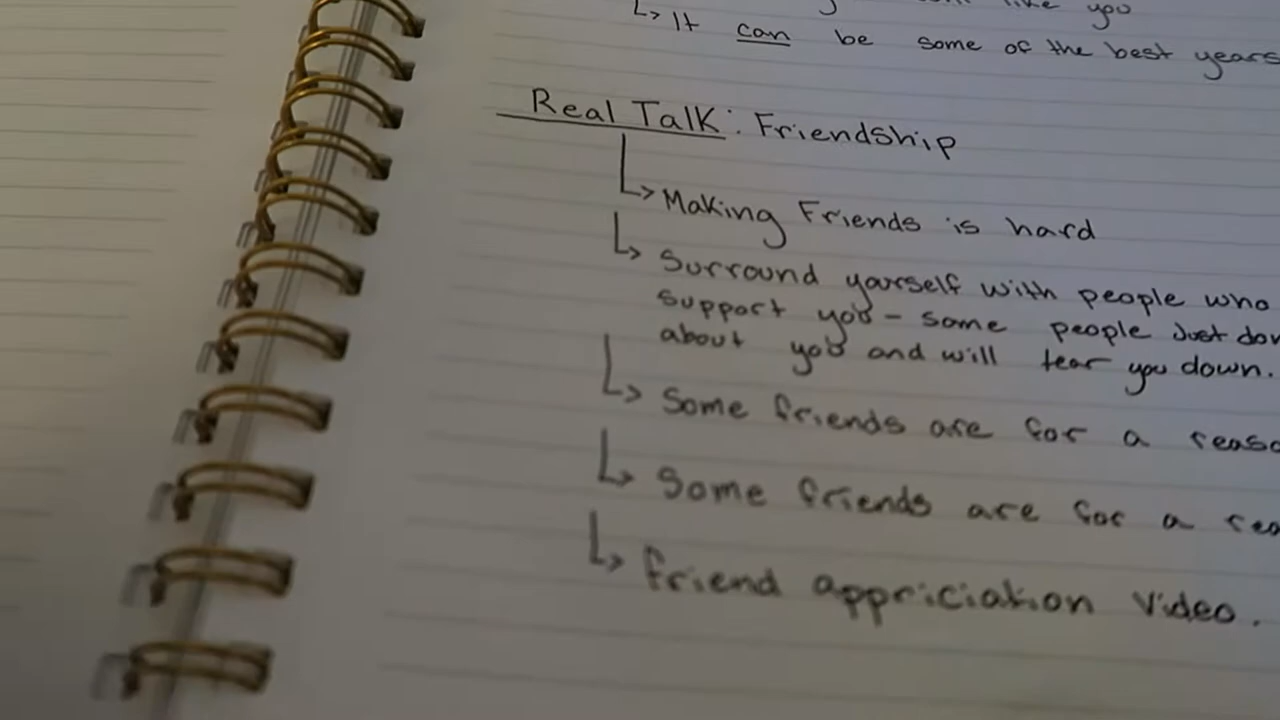 like you
↳ It can be some of the best years
Real Talk: Friendship
↳ Making Friends is hard
↳ Surround yourself with people who
support you - some people Just
about you and will tear you down.
↳ Some friends are for a
↳ Some friends are for a
↳ friend appriciation video.